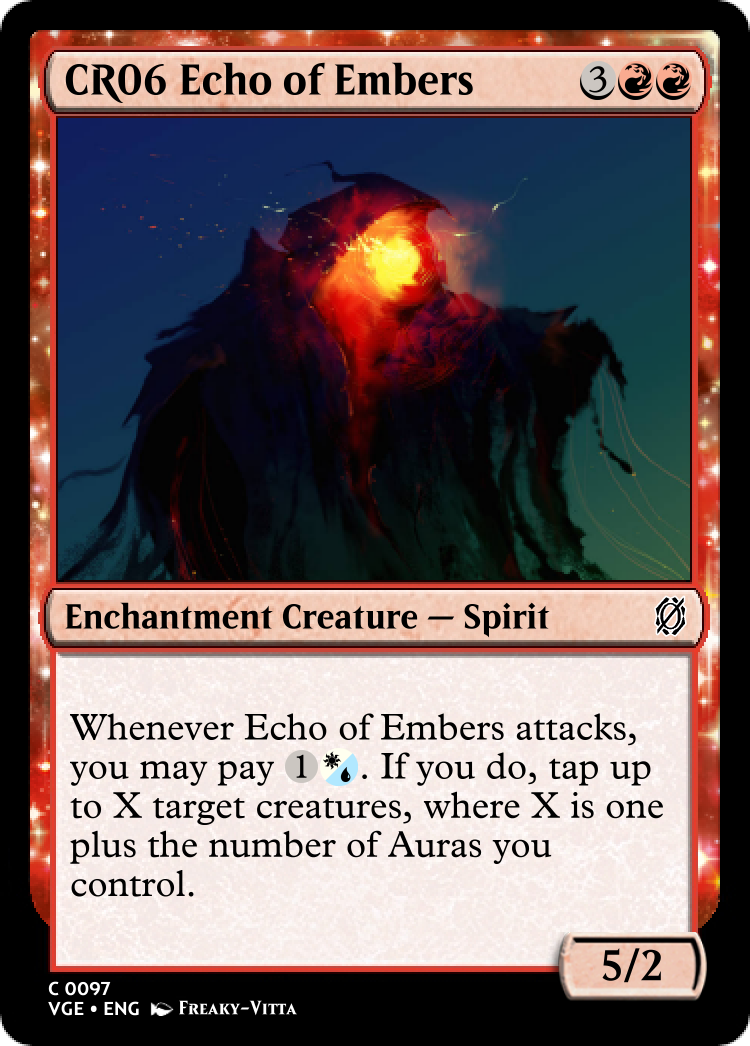 CR06 Echo of Embers 3
Enchantment Creature — Spirit
Whenever Echo of Embers attacks,
you may pay 1 . If you do, tap up
to X target creatures, where X is one
plus the number of Auras you
control.
5/2
C 0097
VGE • ENG Freaky-Vitta